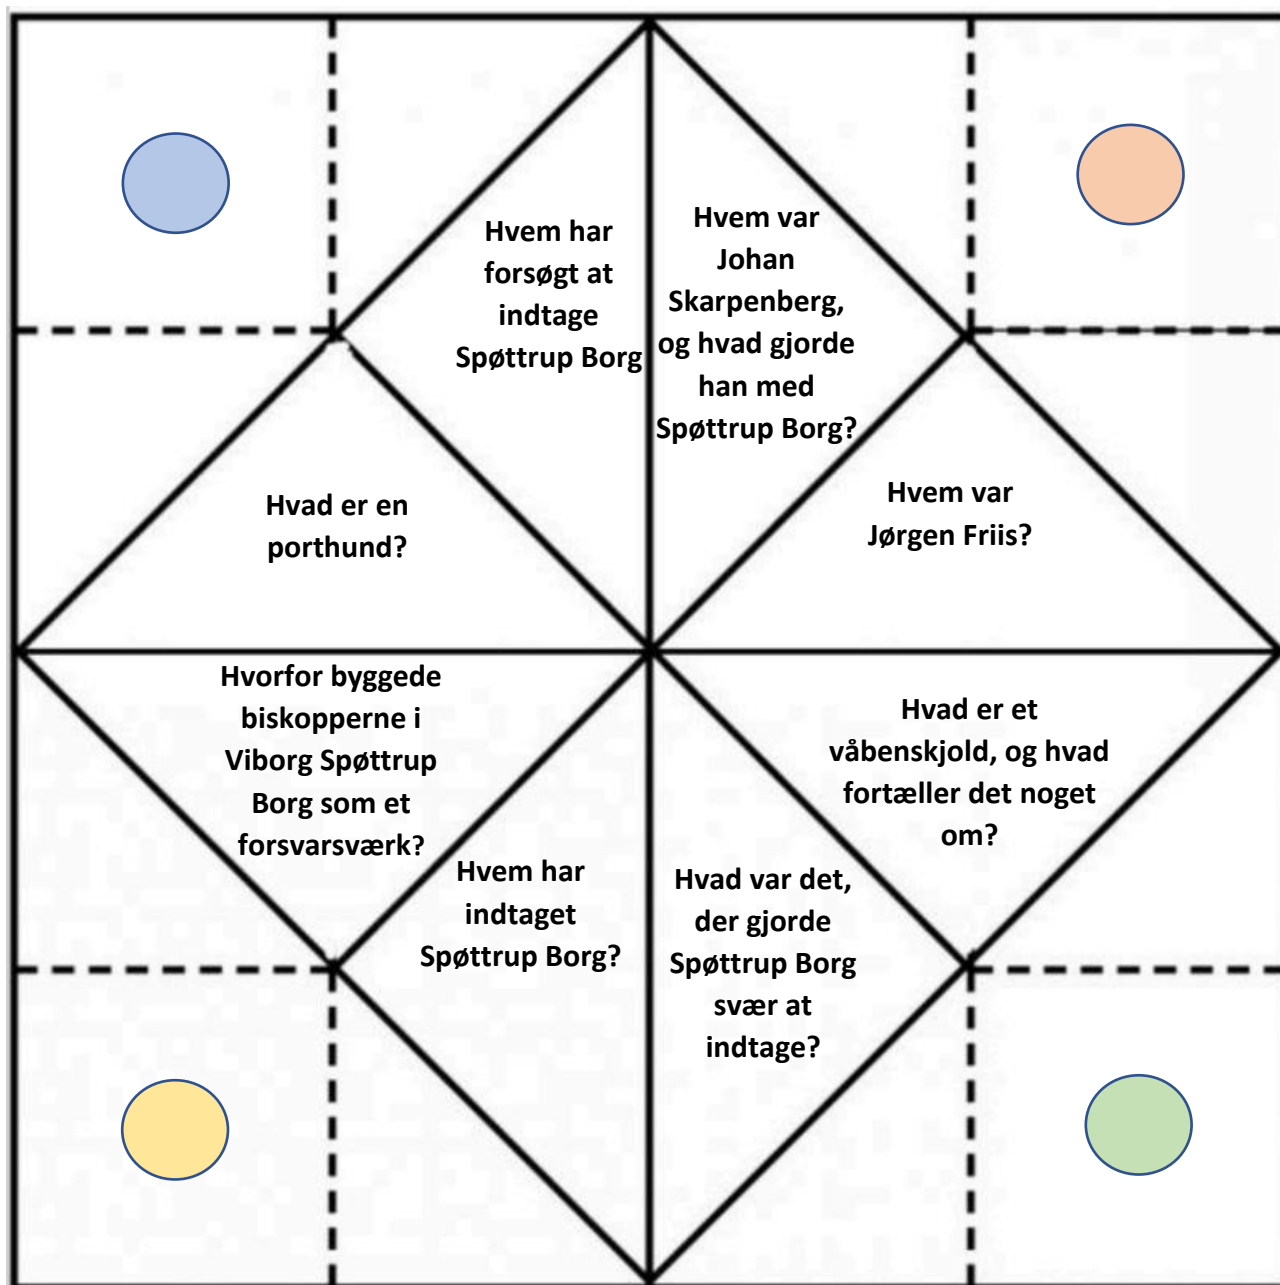 Hvem har
forsøgt at
indtage
Spøttrup Borg
Hvem var
Johan
Skarpenberg,
og hvad gjorde
han med
Spøttrup Borg?
Hvad er en
porthund?
Hvem var
Jørgen Friis?
Hvorfor byggede
biskopperne i
Viborg Spøttrup
Borg som et
forsvarsværk?
Hvad er et
våbenskjold, og hvad
fortæller det noget
om?
Hvem har
indtaget
Spøttrup Borg?
Hvad var det,
der gjorde
Spøttrup Borg
svær at
indtage?